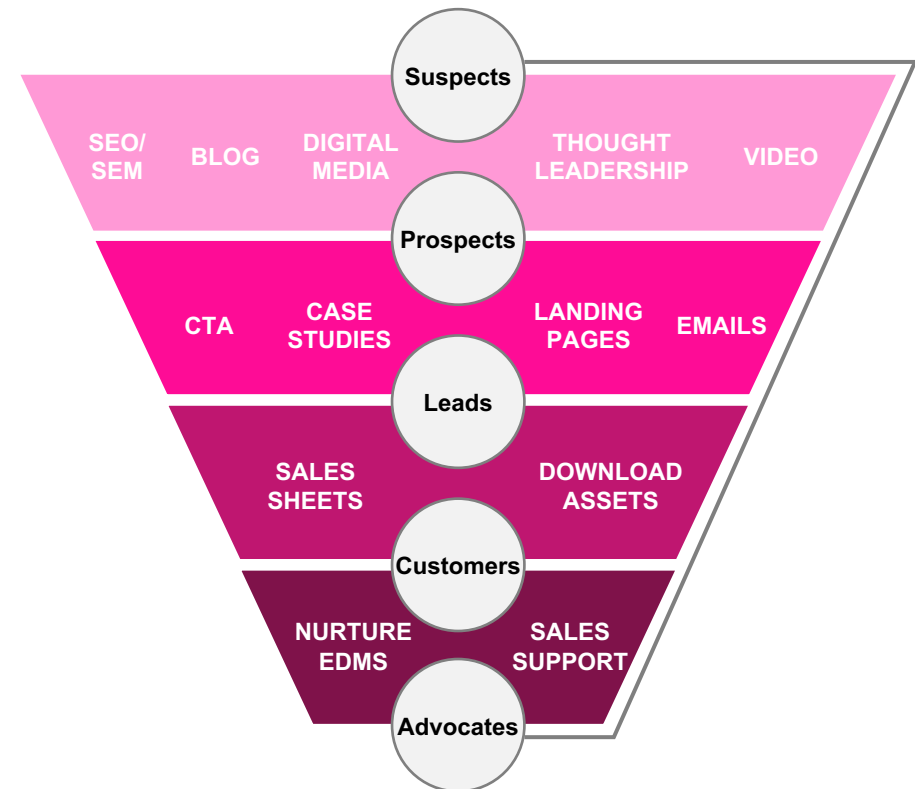 Suspects
SEO/
SEM
BLOG
DIGITAL
MEDIA
THOUGHT
LEADERSHIP
VIDEO
Prospects
CTA
CASE
STUDIES
LANDING
PAGES
EMAILS
Leads
SALES
SHEETS
DOWNLOAD
ASSETS
Customers
NURTURE
EDMS
SALES
SUPPORT
Advocates